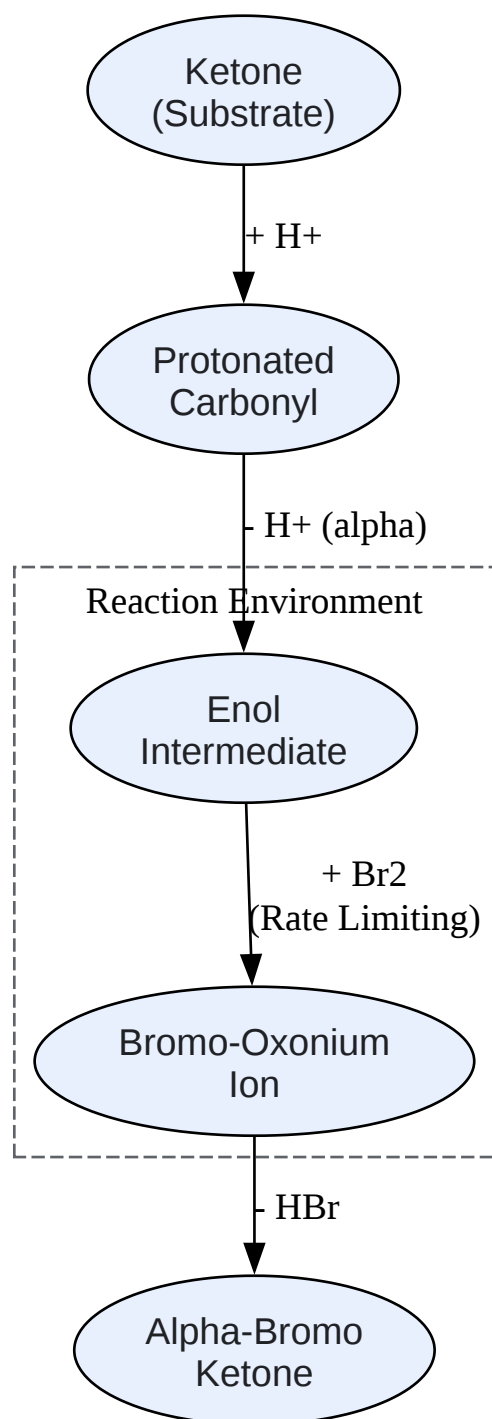 Ketone
(Substrate)
+ H+
Protonated
Carbonyl
- H+ (alpha)
Reaction Environment
Enol
Intermediate
+ Br2
(Rate Limiting)
Bromo-Oxonium
Ion
- HBr
Alpha-Bromo
Ketone